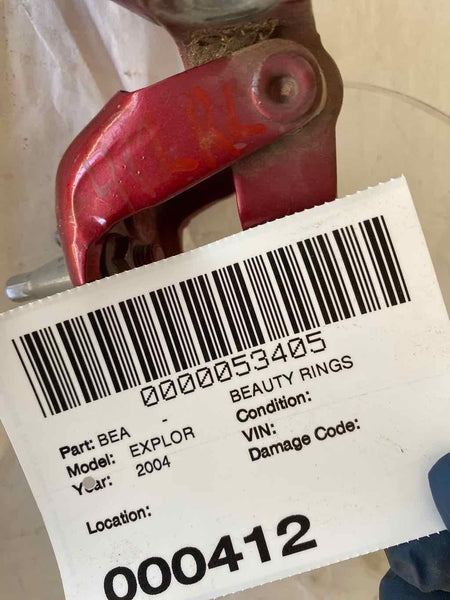 0000053405
Part: BEA - BEAUTY RINGS
Model: EXPLOR Condition:
Year: 2004 VIN:
Damage Code:
Location:
000412